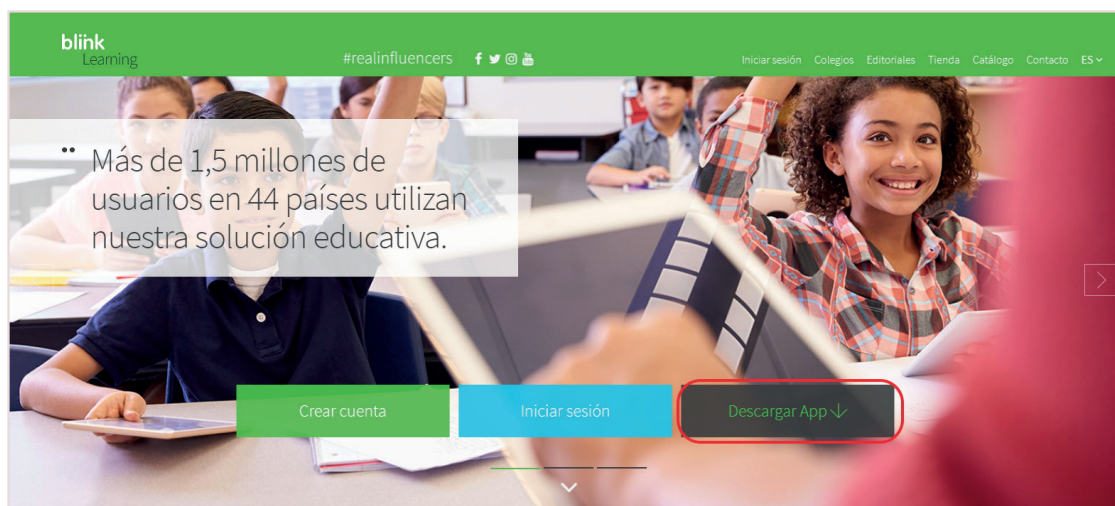 blink
Learning
#realinfluencers
Iniciar sesión Colegios Editoriales Tienda Catálogo Contacto ES
Más de 1,5 millones de
usuarios en 44 países utilizan
nuestra solución educativa.
Crear cuenta
Iniciar sesión
Descargar App